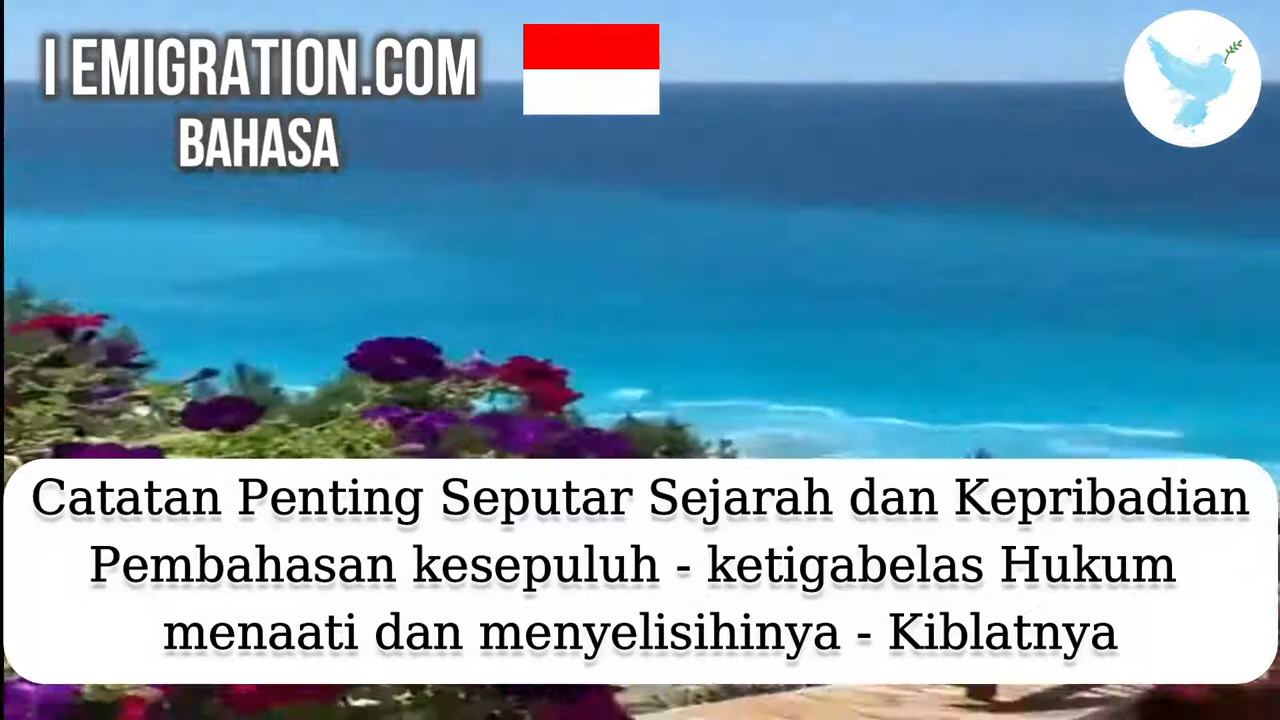 I EMIGRATION.COM
BAHASA
Catatan Penting Seputar Sejarah dan Kepribadian
Pembahasan kesepuluh - ketigabelas Hukum
menaati dan menyelisihinya - Kiblatnya